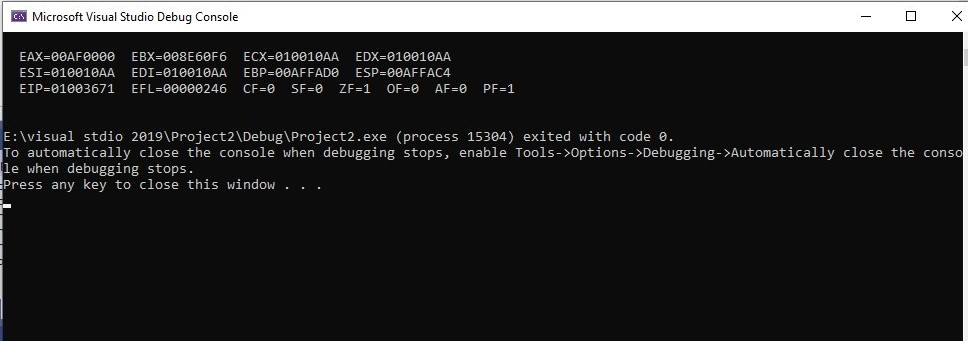 Microsoft Visual Studio Debug Console
EAX=00AF0000  EBX=008E60F6  ECX=010010AA  EDX=010010AA
ESI=010010AA  EDI=010010AA  EBP=00AFFAD0  ESP=00AFFAC4
EIP=01003671  EFL=00000246  CF=0  SF=0  ZF=1  OF=0  AF=0  PF=1
E:\visual stdio 2019\Project2\Debug\Project2.exe (process 15304) exited with code 0.
To automatically close the console when debugging stops, enable Tools->Options->Debugging->Automatically close the conso
le when debugging stops.
Press any key to close this window . . .